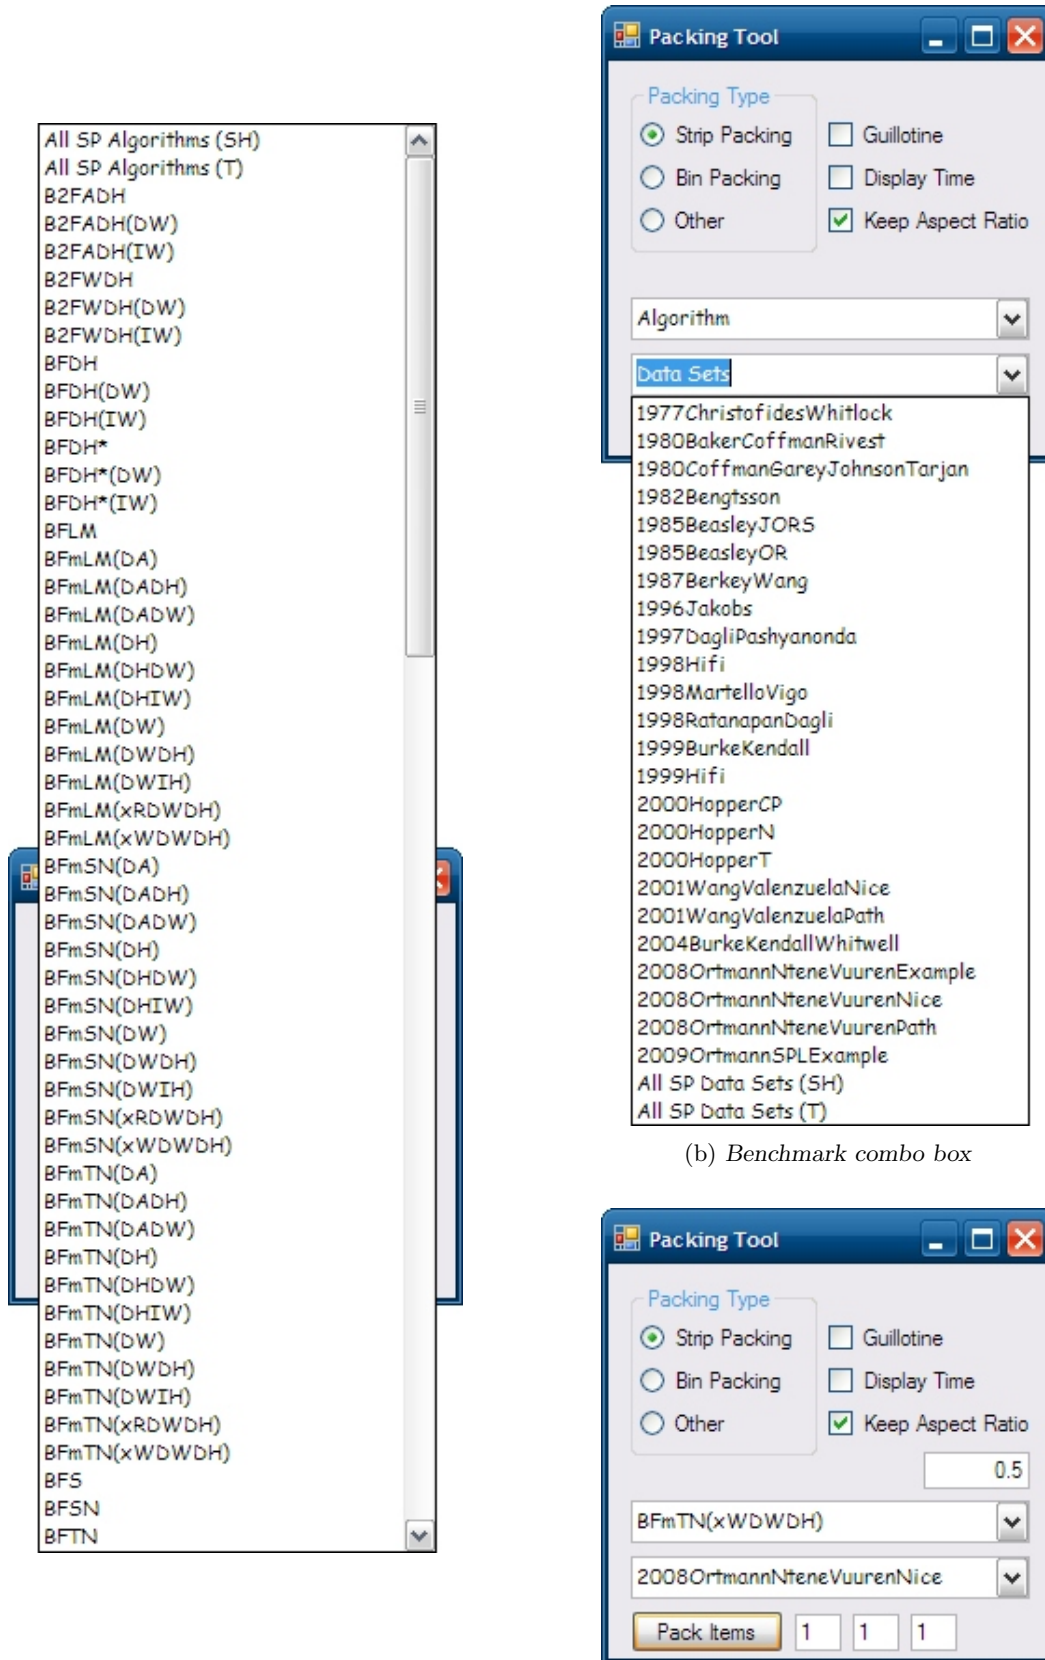 All SP Algorithms (SH)
All SP Algorithms (T)
B2FADH
B2FADH(DW)
B2FADH(IW)
B2FWDH
B2FWDH(DW)
B2FWDH(IW)
BFDH
BFDH(DW)
BFDH(IW)
BFDH*
BFDH*(DW)
BFDH*(IW)
BFLM
BFmLM(DA)
BFmLM(DADH)
BFmLM(DADW)
BFmLM(DH)
BFmLM(DHDW)
BFmLM(DHIW)
BFmLM(DW)
BFmLM(DWDH)
BFmLM(DWIH)
BFmLM(xRDWDH)
BFmLM(xWDWDH)
BFmSN(DA)
BFmSN(DADH)
BFmSN(DADW)
BFmSN(DH)
BFmSN(DHDW)
BFmSN(DHIW)
BFmSN(DW)
BFmSN(DWDH)
BFmSN(DWIH)
BFmSN(xRDWDH)
BFmSN(xWDWDH)
BFmTN(DA)
BFmTN(DADH)
BFmTN(DADW)
BFmTN(DH)
BFmTN(DHDW)
BFmTN(DHIW)
BFmTN(DW)
BFmTN(DWDH)
BFmTN(DWIH)
BFmTN(xRDWDH)
BFmTN(xWDWDH)
BFS
BFSN
BFTN
Packing Tool
Packing Type
Strip Packing Guillotine
Bin Packing Display Time
Other Keep Aspect Ratio
Algorithm
Data Sets
1977ChristofidesWhitlock
1980BakerCoffmanRivest
1980CoffmanGareyJohnsonTarjan
1982Bengtsson
1985BeasleyJORS
1985BeasleyOR
1987BerkeyWang
1996Jakobs
1997DagliPashyanonda
1998Hifi
1998MartelloVigo
1998RatanapanDagli
1999BurkeKendall
1999Hifi
2000HopperCP
2000HopperN
2000HopperT
2001WangValenzuelaNice
2001WangValenzuelaPath
2004BurkeKendallWhitwell
2008OrtmannNteneVuurenExample
2008OrtmannNteneVuurenNice
2008OrtmannNteneVuurenPath
2009OrtmannSPLExample
All SP Data Sets (SH)
All SP Data Sets (T)
(b) Benchmark combo box
Packing Tool
Packing Type
Strip Packing Guillotine
Bin Packing Display Time
Other Keep Aspect Ratio
0.5
BFmTN(xWDWDH)
2008OrtmannNteneVuurenNice
Pack Items 1 1 1